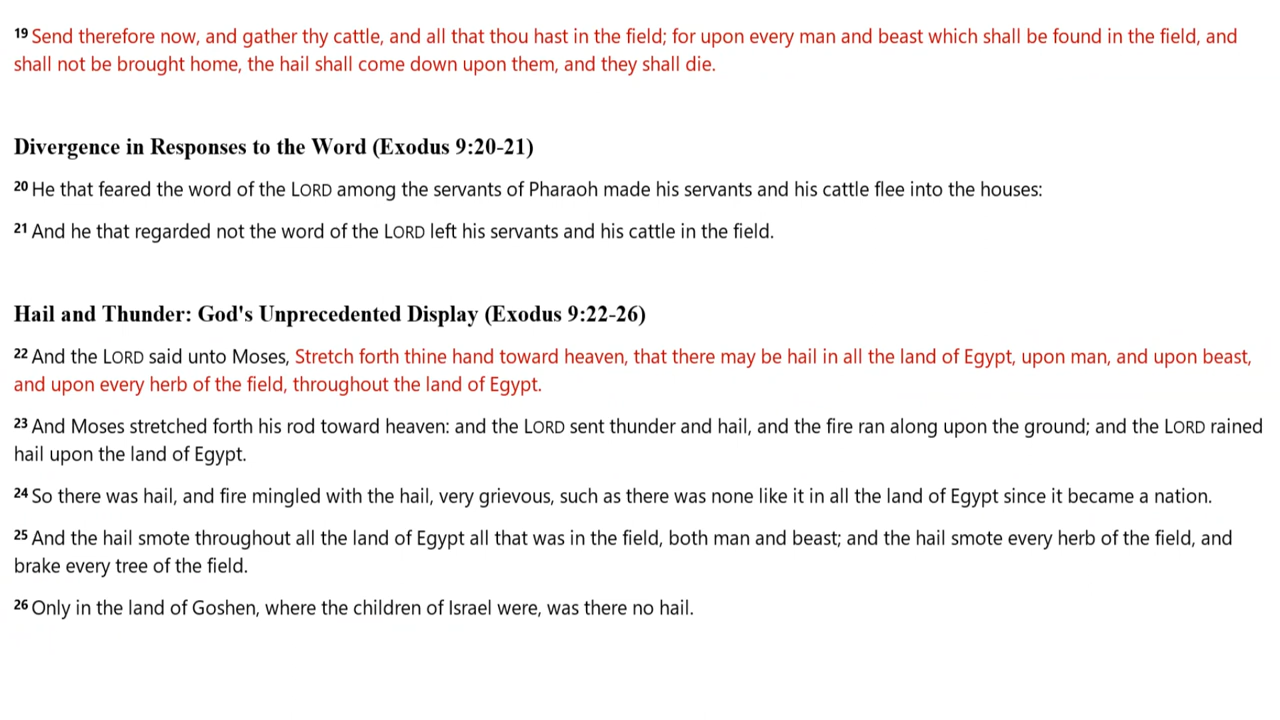 19 Send therefore now, and gather thy cattle, and all that thou hast in the field; for upon every man and beast which shall be found in the field, and
shall not be brought home, the hail shall come down upon them, and they shall die.
Divergence in Responses to the Word (Exodus 9:20-21)
20 He that feared the word of the LORD among the servants of Pharaoh made his servants and his cattle flee into the houses:
21 And he that regarded not the word of the LORD left his servants and his cattle in the field.
Hail and Thunder: God's Unprecedented Display (Exodus 9:22-26)
22 And the LORD said unto Moses, Stretch forth thine hand toward heaven, that there may be hail in all the land of Egypt, upon man, and upon beast,
and upon every herb of the field, throughout the land of Egypt.
23 And Moses stretched forth his rod toward heaven: and the LORD sent thunder and hail, and the fire ran along upon the ground; and the LORD rained
hail upon the land of Egypt.
24 So there was hail, and fire mingled with the hail, very grievous, such as there was none like it in all the land of Egypt since it became a nation.
25 And the hail smote throughout all the land of Egypt all that was in the field, both man and beast; and the hail smote every herb of the field, and
brake every tree of the field.
26 Only in the land of Goshen, where the children of Israel were, was there no hail.